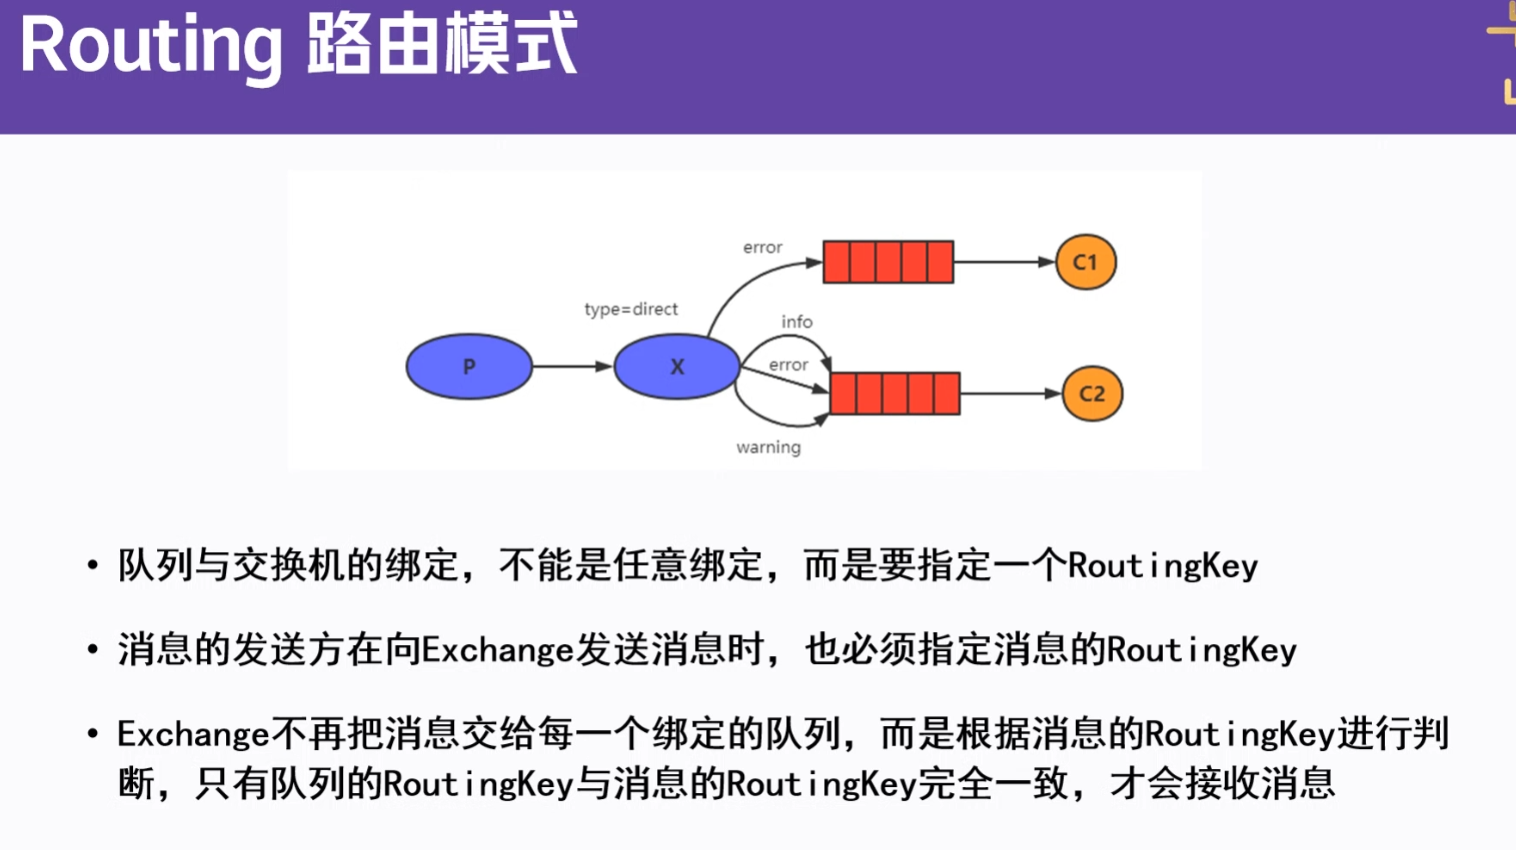 Routing 路由模式
error
C1
type=direct
info
P
X
error
C2
warning
• 队列与交换机的绑定，不能是任意绑定，而是要指定一个RoutingKey
• 消息的发送方在向Exchange发送消息时，也必须指定消息的RoutingKey
• Exchange不再把消息交给每一个绑定的队列，而是根据消息的RoutingKey进行判
断，只有队列的RoutingKey与消息的RoutingKey完全一致，才会接收消息